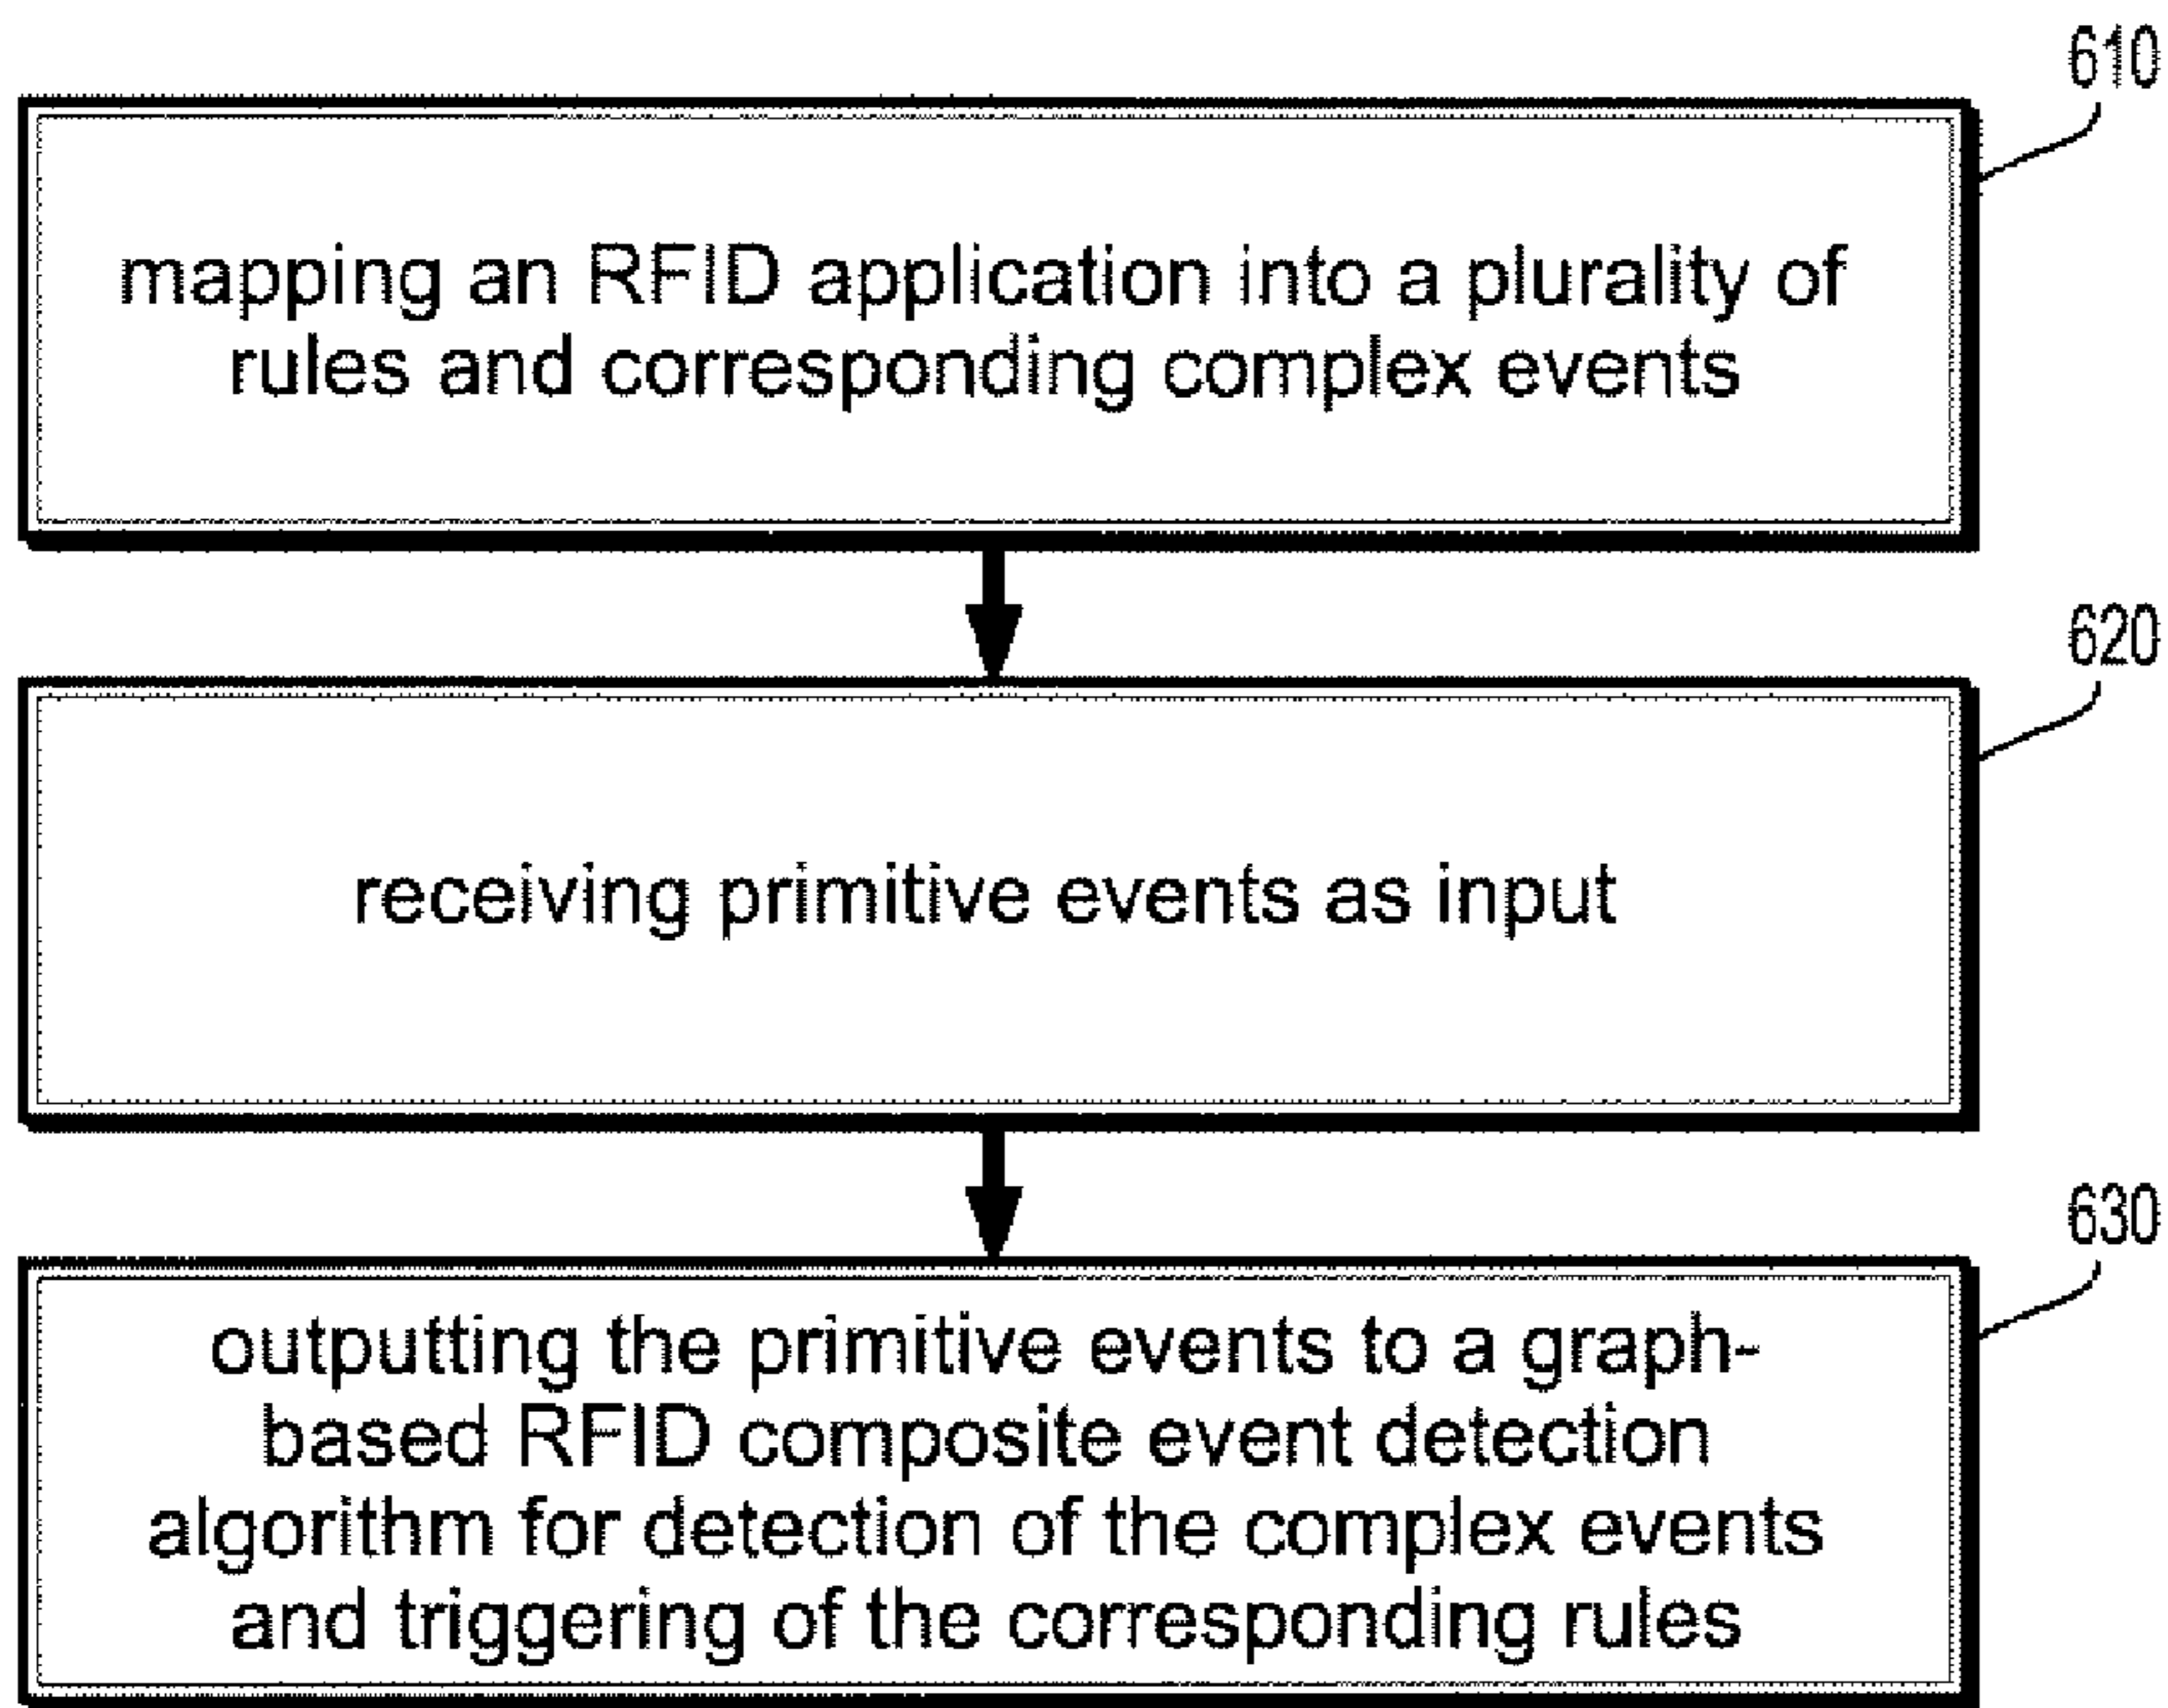 610
mapping an RFID application into a plurality of
rules and corresponding complex events
620
receiving primitive events as input
630
outputting the primitive events to a graph-
based RFID composite event detection
algorithm for detection of the complex events
and triggering of the corresponding rules